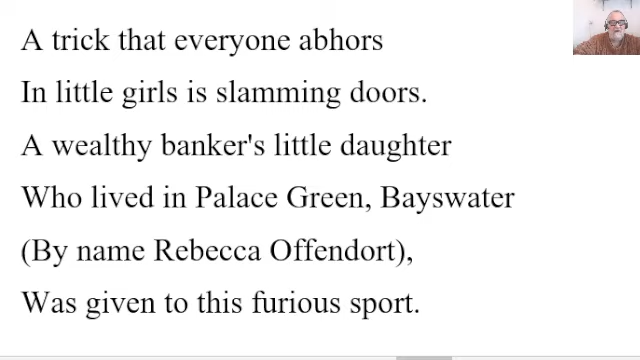 A trick that everyone abhors
In little girls is slamming doors.
A wealthy banker's little daughter
Who lived in Palace Green, Bayswater
(By name Rebecca Offendort),
Was given to this furious sport.